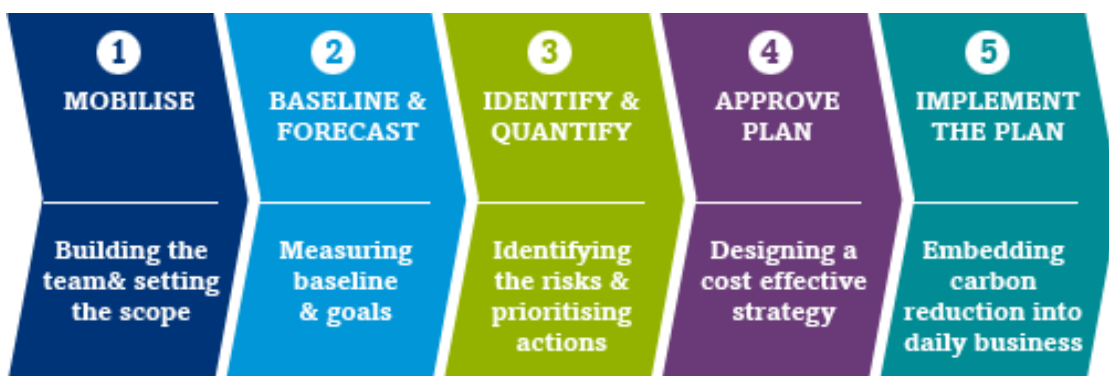 1
MOBILISE
Building the
team& setting
the scope
2
BASELINE &
FORECAST
Measuring
baseline
& goals
3
IDENTIFY &
QUANTIFY
Identifying
the risks &
prioritising
actions
4
APPROVE
PLAN
Designing a
cost effective
strategy
5
IMPLEMENT
THE PLAN
Embedding
carbon
reduction into
daily business